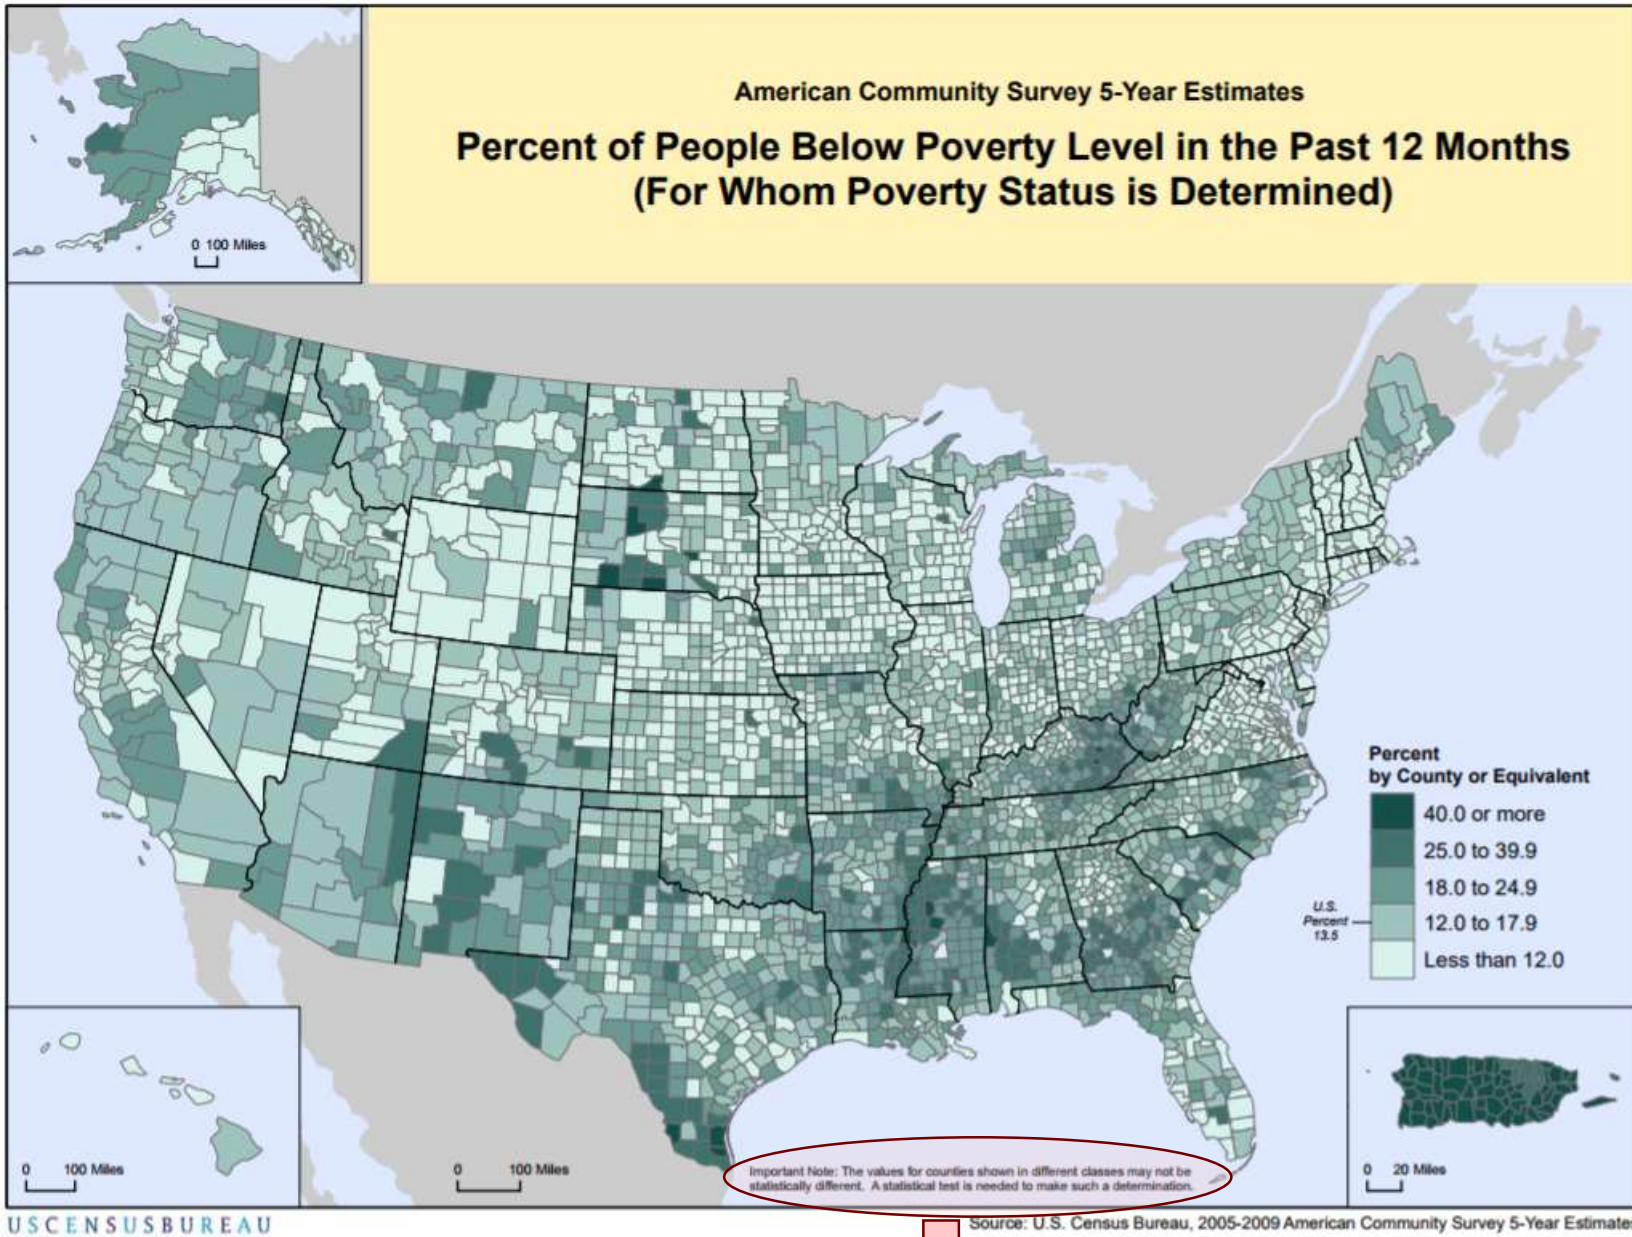 American Community Survey 5-Year Estimates
Percent of People Below Poverty Level in the Past 12 Months
(For Whom Poverty Status is Determined)
0 100 Miles
Percent
by County or Equivalent
40.0 or more
25.0 to 39.9
18.0 to 24.9
12.0 to 17.9
Less than 12.0
U.S.
Percent
13.5
0 100 Miles
0 100 Miles
Important Note: The values for counties shown in different classes may not be
statistically different. A statistical test is needed to make such a determination.
0 20 Miles
USCENSUSBUREAU
Source: U.S. Census Bureau, 2005-2009 American Community Survey 5-Year Estimates